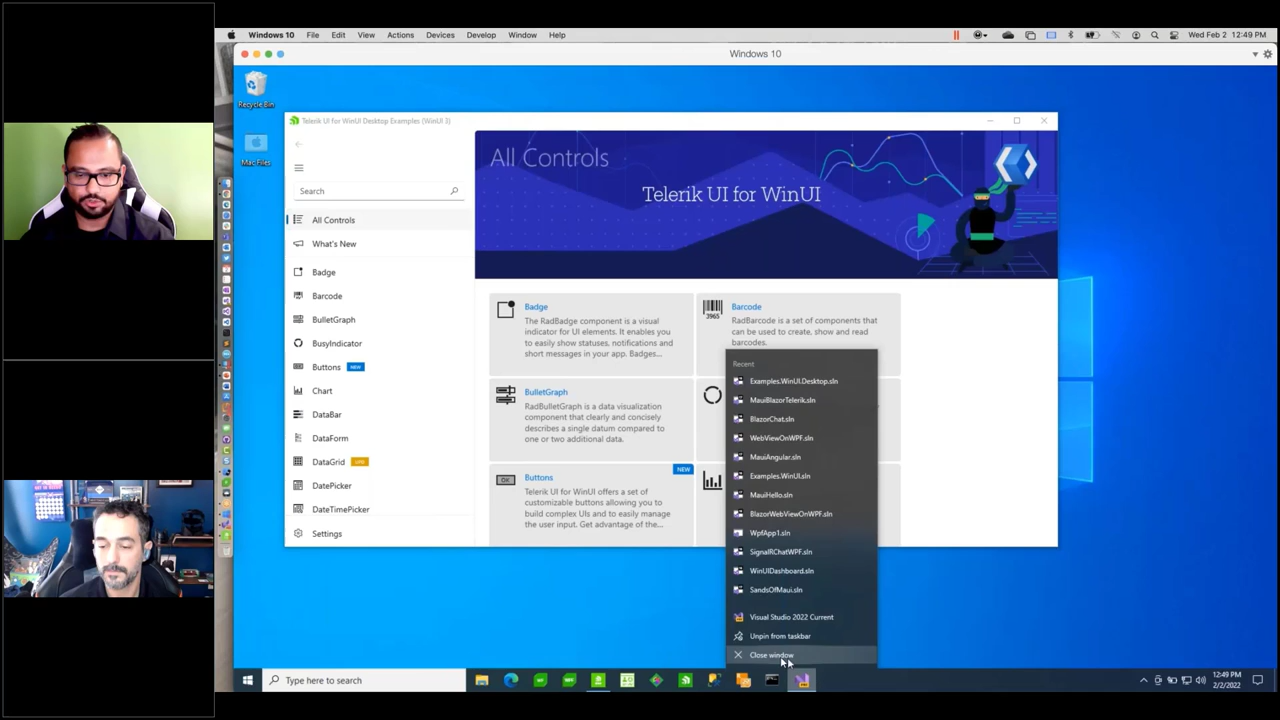 Windows 10
File
Edit
View
Actions
Devices
Develop
Window
Help
Wed Feb 2 12:49 PM
Windows 10
Recycle Bin
Mac Files
Telerik UI for WinUI Desktop Examples (WinUI 3)
Search
All Controls
What's New
Badge
Barcode
BulletGraph
BusyIndicator
Buttons NEW
Chart
DataBar
DataForm
DataGrid
DatePicker
DateTimePicker
Settings
All Controls
Telerik UI for WinUI
Badge
The RadBadge component is a visual
indicator for UI elements. It enables you
to easily show statuses, notifications and
short messages in your app. Badges...
3965
Barcode
RadBarcode is a set of components that
can be used to create, show and read
barcodes.
BulletGraph
RadBulletGraph is a data visualization
component that clearly and concisely
describes a single datum compared to
one or two additional data.
NEW
OK
Buttons
Telerik UI for WinUI offers a set of
customizable buttons allowing you to
build complex UIs and to easily manage
the user input. Get advantage of the...
Recent
Examples.WinUI.Desktop.sln
MauiBlazorTelerik.sln
BlazorChat.sln
WebViewOnWPF.sln
MauiAngular.sln
Examples.WinUI.sln
MauiHello.sln
BlazorWebViewOnWPF.sln
WpfApp1.sln
SignalRChatWPF.sln
WinUIDashboard.sln
SandsOfMaui.sln
Visual Studio 2022 Current
Unpin from taskbar
Close window
Type here to search
12:49 PM
2/2/2022